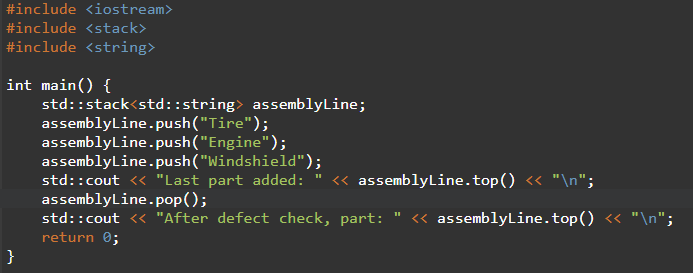 #include <iostream>
#include <stack>
#include <string>

int main() {
    std::stack<std::string> assemblyLine;
    assemblyLine.push("Tire");
    assemblyLine.push("Engine");
    assemblyLine.push("Windshield");
    std::cout << "Last part added: " << assemblyLine.top() << "\n";
    assemblyLine.pop();
    std::cout << "After defect check, part: " << assemblyLine.top() << "\n";
    return 0;
}